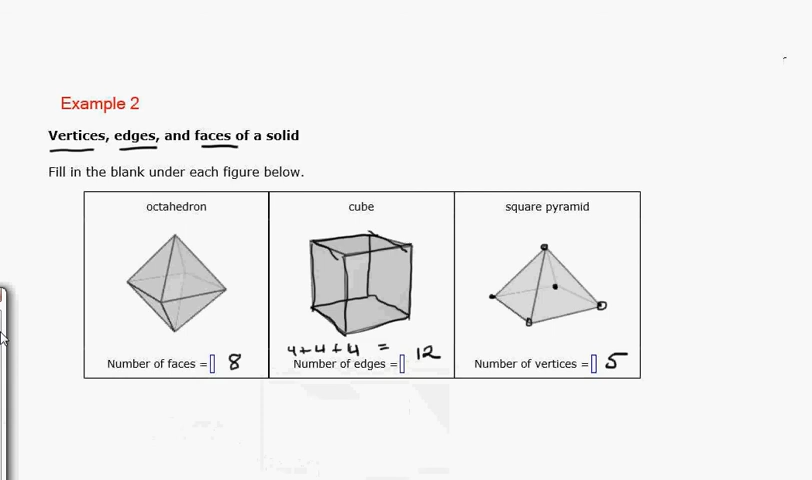 Example 2
Vertices, edges, and faces of a solid
Fill in the blank under each figure below.
octahedron
cube
square pyramid
4+4+4 =
Number of faces = 8
Number of edges = 12
Number of vertices = 5